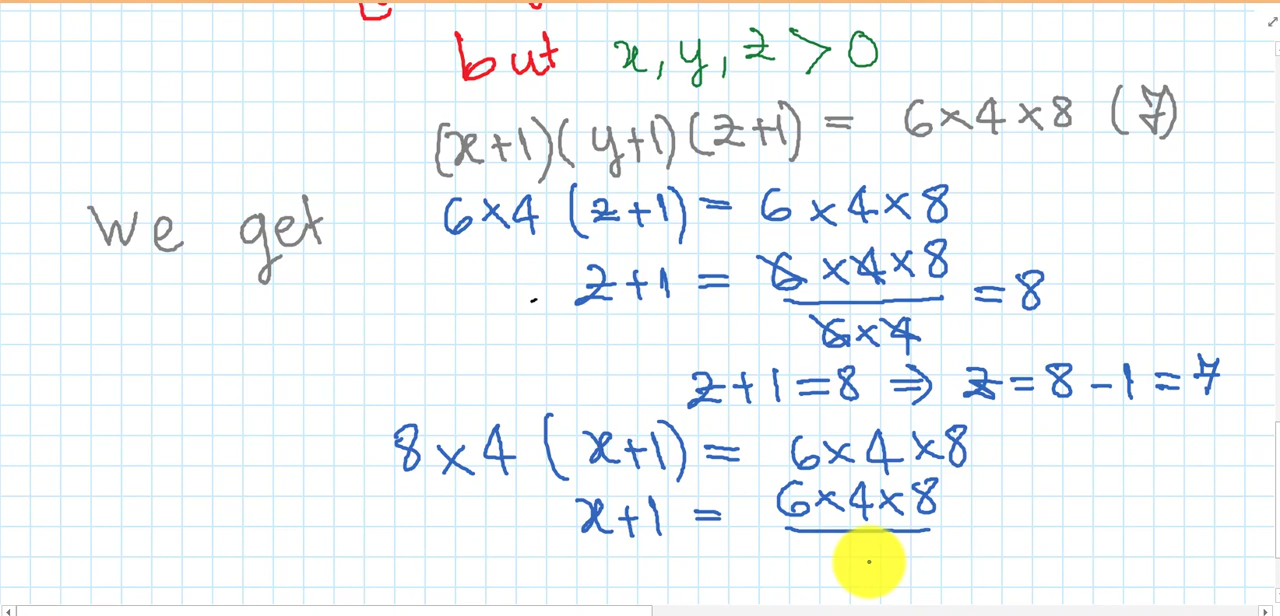 but x, y, z > 0
(x+1)(y+1)(z+1) = 6×4×8 (7)
We get 6×4 (z+1) = 6×4×8
z+1 = 6×4×8 / 6×4 = 8
z+1=8 ⇒ z=8-1=7
8×4 (x+1) = 6×4×8
x+1 = 6×4×8